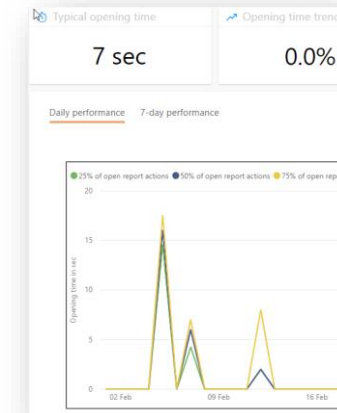 Typical opening time
Opening time trend
7 sec
0.0%
Daily performance 7-day performance
25% of open report actions 50% of open report actions 75% of open rep
20
15
10
5
0
Opening time in sec
02 Feb 09 Feb 16 Feb